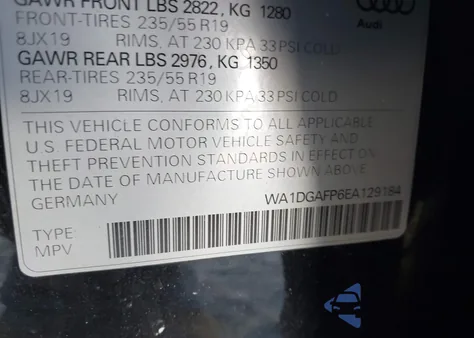 GAWR FRONT LBS 2822, KG 1280
FRONT-TIRES 235/55 R19
8JX19 RIMS, AT 230 KPA 33 PSI COLD
GAWR REAR LBS 2976, KG 1350
REAR-TIRES 235/55 R19
8JX19 RIMS, AT 230 KPA 33 PSI COLD
Audi
THIS VEHICLE CONFORMS TO ALL APPLICABLE
U.S. FEDERAL MOTOR VEHICLE SAFETY AND
THEFT PREVENTION STANDARDS IN EFFECT ON
THE DATE OF MANUFACTURE SHOWN ABOVE
GERMANY
WA1DGAFP6EA129184
TYPE:
MPV